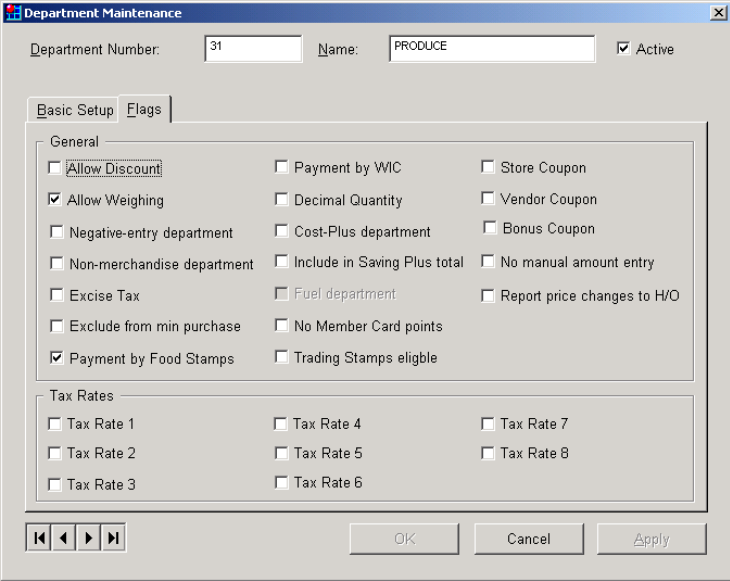 Department Maintenance
Department Number: 31 Name: PRODUCE Active
Basic Setup Flags
General
Allow Discount Payment by WIC Store Coupon
Allow Weighing Decimal Quantity Vendor Coupon
Negative-entry department Cost-Plus department Bonus Coupon
Non-merchandise department Include in Saving Plus total No manual amount entry
Excise Tax Fuel department Report price changes to H/O
Exclude from min purchase No Member Card points
Payment by Food Stamps Trading Stamps eligble
Tax Rates
Tax Rate 1 Tax Rate 4 Tax Rate 7
Tax Rate 2 Tax Rate 5 Tax Rate 8
Tax Rate 3 Tax Rate 6
OK Cancel Apply